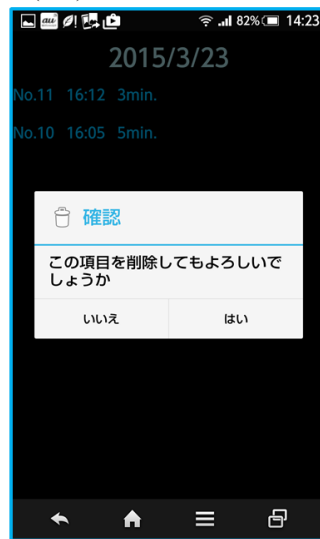 au 82% 14:23
2015/3/23
No.11 16:12 3min.
No.10 16:05 5min.
確認
この項目を削除してもよろしいで
しょうか
いいえ はい